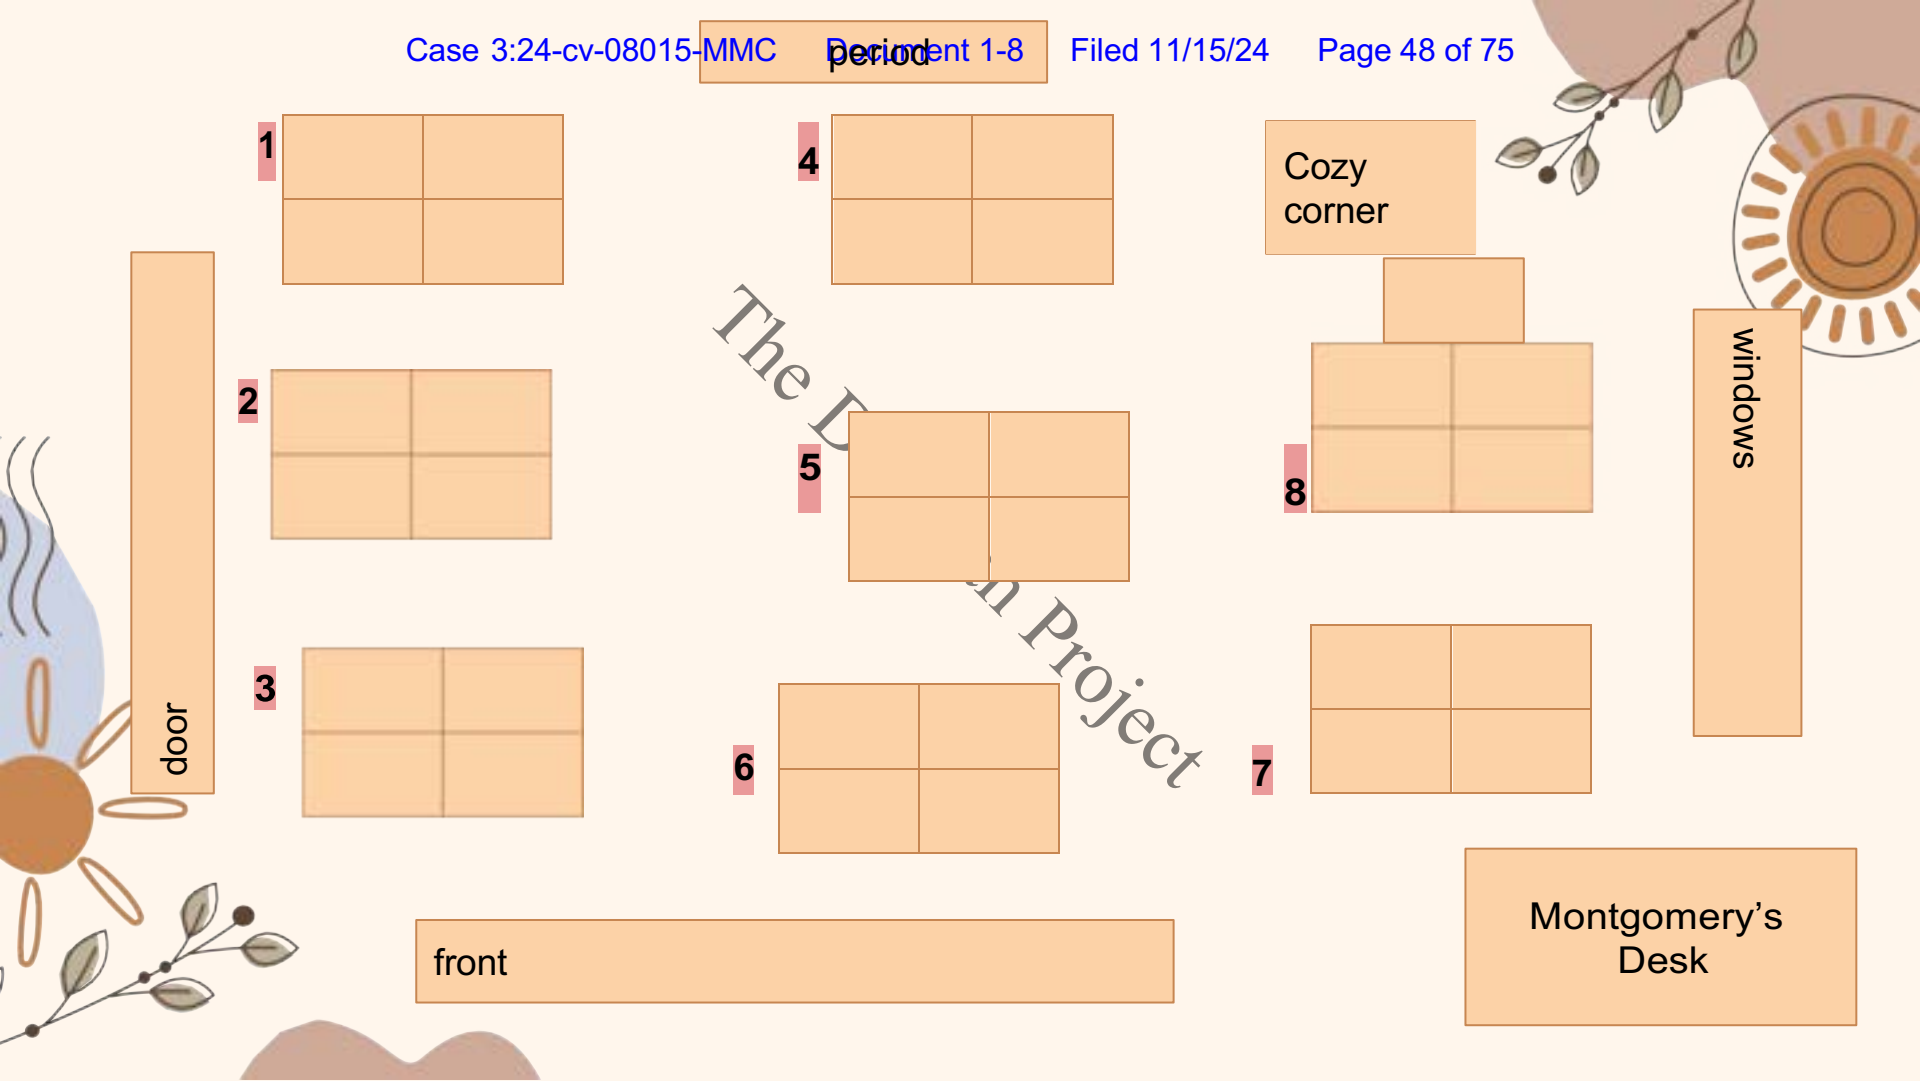 Case 3:24-cv-08015-MMC Document 1-8 Filed 11/15/24 Page 48 of 75
period
1
4
Cozy
corner
windows
2
5
8
3
door
6
7
The D
n Project
front
Montgomery's
Desk